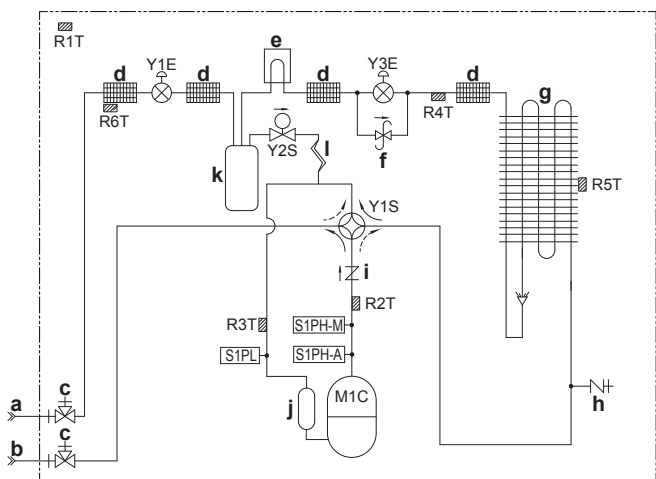 R1T
e
d
Y1E
d
d
Y3E
d
g
R6T
R4T
f
Y2S
l
k
R5T
Y1S
i
R2T
R3T
S1PH-M
S1PL
S1PH-A
M1C
j
a
c
h
b
c